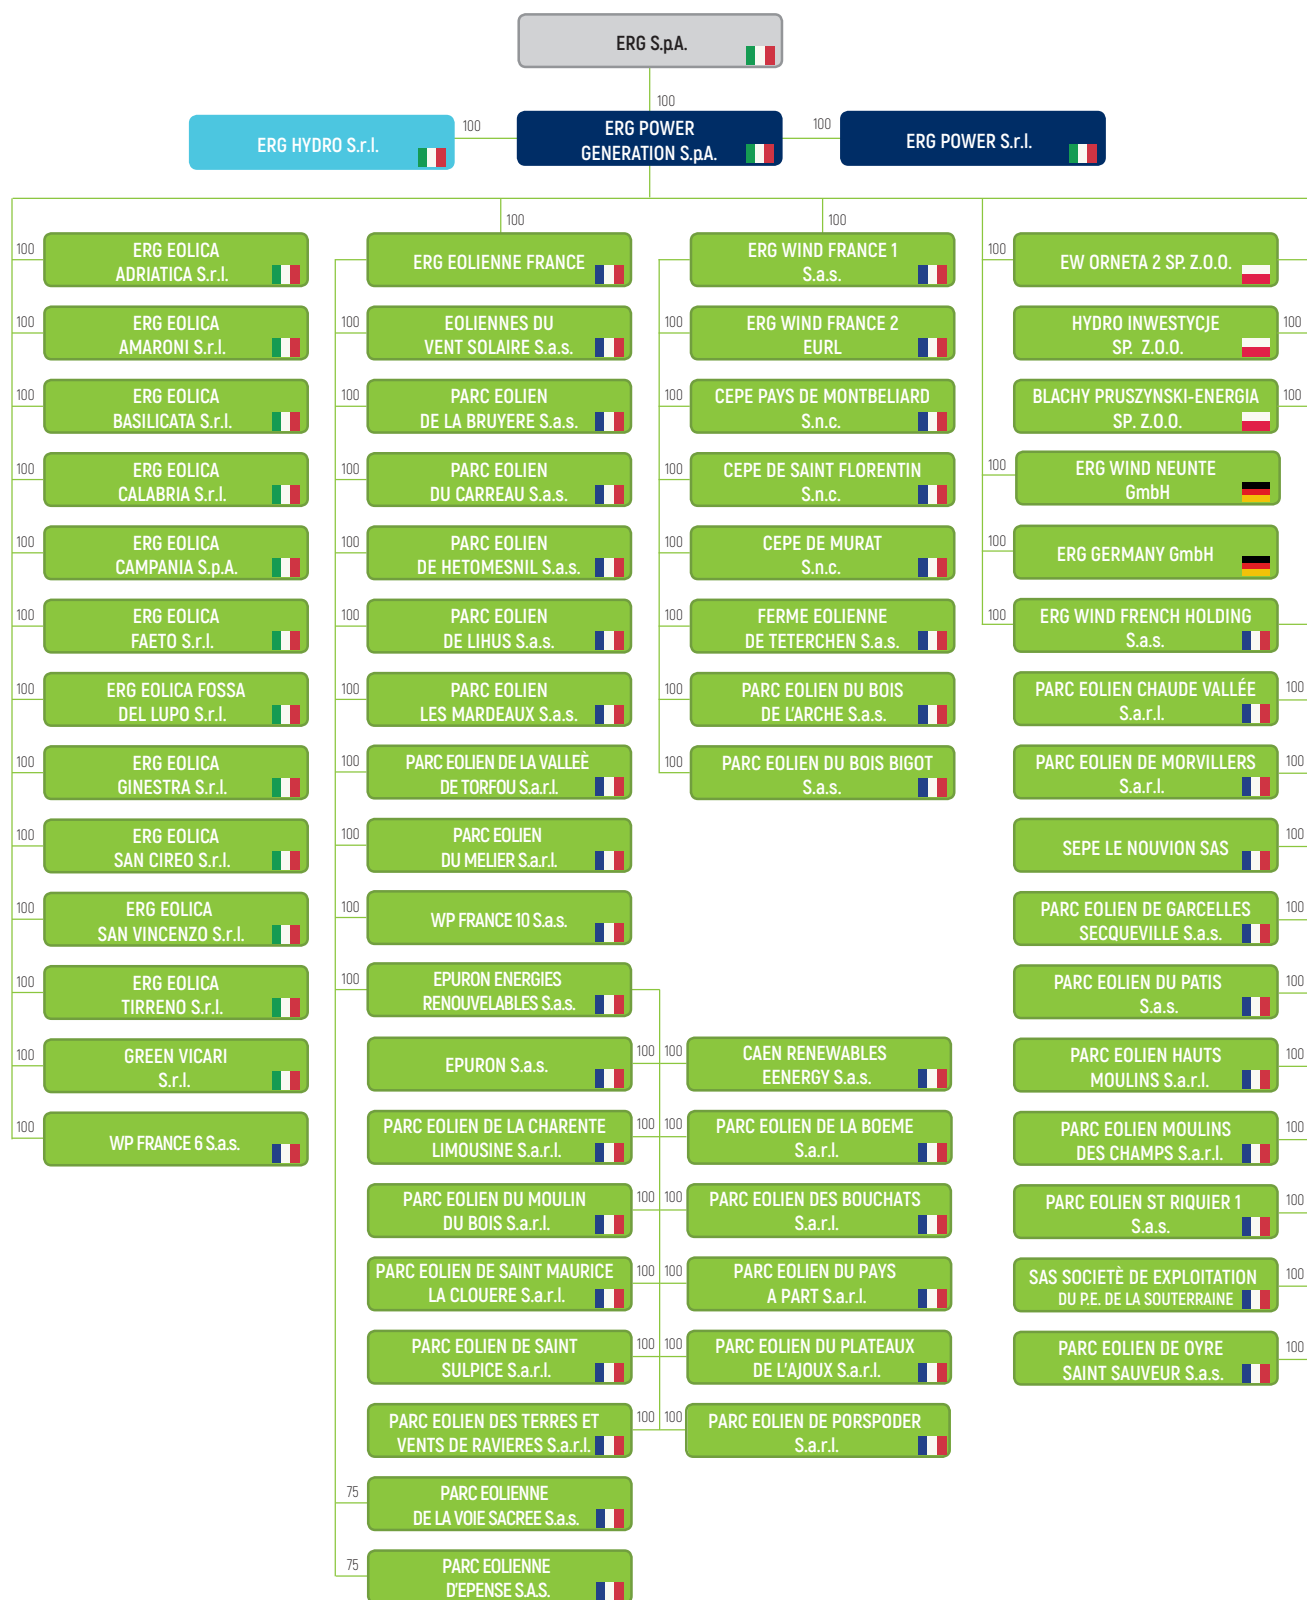 ERG S.p.A.
100
ERG HYDRO S.r.l.
100
ERG POWER
GENERATION S.p.A.
100
ERG POWER S.r.l.
100
ERG EOLICA
ADRIATICA S.r.l.
100
ERG EOLICA
AMARONI S.r.l.
100
ERG EOLICA
BASILICATA S.r.l.
100
ERG EOLICA
CALABRIA S.r.l.
100
ERG EOLICA
CAMPANIA S.p.A.
100
ERG EOLICA
FAETO S.r.l.
100
ERG EOLICA FOSSA
DEL LUPO S.r.l.
100
ERG EOLICA
GINESTRA S.r.l.
100
ERG EOLICA
SAN CIREO S.r.l.
100
ERG EOLICA
SAN VINCENZO S.r.l.
100
ERG EOLICA
TIRRENO S.r.l.
100
GREEN VICARI
S.r.l.
100
WP FRANCE 6 S.a.s.
100
ERG EOLIENNE FRANCE
100
EOLIENNES DU
VENT SOLAIRE S.a.s.
100
PARC EOLIEN
DE LA BRUYERE S.a.s.
100
PARC EOLIEN
DU CARREAU S.a.s.
100
PARC EOLIEN
DE HETOMESNIL S.a.s.
100
PARC EOLIEN
DE LIHUS S.a.s.
100
PARC EOLIEN
LES MARDEAUX S.a.s.
100
PARC EOLIEN DE LA VALLEÈ
DE TORFOU S.a.r.l.
100
PARC EOLIEN
DU MELIER S.a.r.l.
100
WP FRANCE 10 S.a.s.
100
EPURON ENERGIES
RENOUVELABLES S.a.s.
EPURON S.a.s.
100
100
CAEN RENEWABLES
EENERGY S.a.s.
PARC EOLIEN DE LA CHARENTE
LIMOUSINE S.a.r.l.
100
100
PARC EOLIEN DE LA BOEME
S.a.r.l.
PARC EOLIEN DU MOULIN
DU BOIS S.a.r.l.
100
100
PARC EOLIEN DES BOUCHATS
S.a.r.l.
PARC EOLIEN DE SAINT MAURICE
LA CLOUERE S.a.r.l.
100
100
PARC EOLIEN DU PAYS
A PART S.a.r.l.
PARC EOLIEN DE SAINT
SULPICE S.a.r.l.
100
100
PARC EOLIEN DU PLATEAUX
DE L'AJOUX S.a.r.l.
PARC EOLIEN DES TERRES ET
VENTS DE RAVIERES S.a.r.l.
100
100
PARC EOLIEN DE PORSPODER
S.a.r.l.
75
PARC EOLIENNE
DE LA VOIE SACREE S.a.s.
75
PARC EOLIENNE
D'EPENSE S.A.S.
100
ERG WIND FRANCE 1
S.a.s.
100
ERG WIND FRANCE 2
EURL
100
CEPE PAYS DE MONTBELIARD
S.n.c.
100
CEPE DE SAINT FLORENTIN
S.n.c.
100
CEPE DE MURAT
S.n.c.
100
FERME EOLIENNE
DE TETERCHEN S.a.s.
100
PARC EOLIEN DU BOIS
DE L'ARCHE S.a.s.
100
PARC EOLIEN DU BOIS BIGOT
S.a.s.
100
EW ORNETA 2 SP. Z.O.O.
HYDRO INWESTYCJE
SP. Z.O.O.
100
BLACHY PRUSZYNSKI-ENERGIA
SP. Z.O.O.
100
100
ERG WIND NEUNTE
GmbH
100
ERG GERMANY GmbH
100
ERG WIND FRENCH HOLDING
S.a.s.
PARC EOLIEN CHAUDE VALLÉE
S.a.r.l.
100
PARC EOLIEN DE MORVILLERS
S.a.r.l.
100
SEPE LE NOUVION SAS
100
PARC EOLIEN DE GARCELLES
SECQUEVILLE S.a.s.
100
PARC EOLIEN DU PATIS
S.a.s.
100
PARC EOLIEN HAUTS
MOULINS S.a.r.l.
100
PARC EOLIEN MOULINS
DES CHAMPS S.a.r.l.
100
PARC EOLIEN ST RIQUIER 1
S.a.s.
100
SAS SOCIETÈ DE EXPLOITATION
DU P.E. DE LA SOUTERRAINE
100
PARC EOLIEN DE OYRE
SAINT SAUVEUR S.a.s.
100